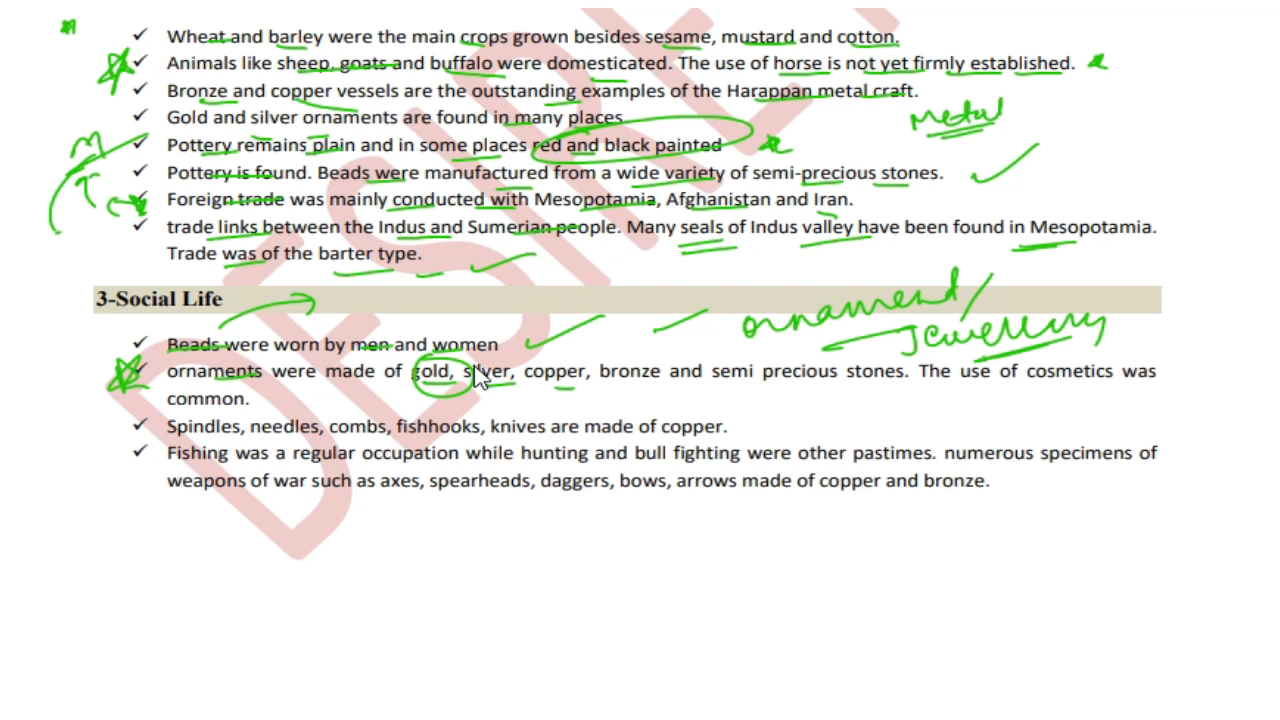 ✓ Wheat and barley were the main crops grown besides sesame, mustard and cotton.
✓ Animals like sheep, goats and buffalo were domesticated. The use of horse is not yet firmly established.
✓ Bronze and copper vessels are the outstanding examples of the Harappan metal craft.
Metal
✓ Gold and silver ornaments are found in many places
✓ Pottery remains plain and in some places red and black painted
✓ Pottery is found. Beads were manufactured from a wide variety of semi-precious stones.
✓ Foreign trade was mainly conducted with Mesopotamia, Afghanistan and Iran.
✓ trade links between the Indus and Sumerian people. Many seals of Indus valley have been found in Mesopotamia.
Trade was of the barter type.
3-Social Life
ornament/
Jewellery
✓ Beads were worn by men and women
✓ ornaments were made of gold, silver, copper, bronze and semi precious stones. The use of cosmetics was
common.
✓ Spindles, needles, combs, fishhooks, knives are made of copper.
✓ Fishing was a regular occupation while hunting and bull fighting were other pastimes. numerous specimens of
weapons of war such as axes, spearheads, daggers, bows, arrows made of copper and bronze.